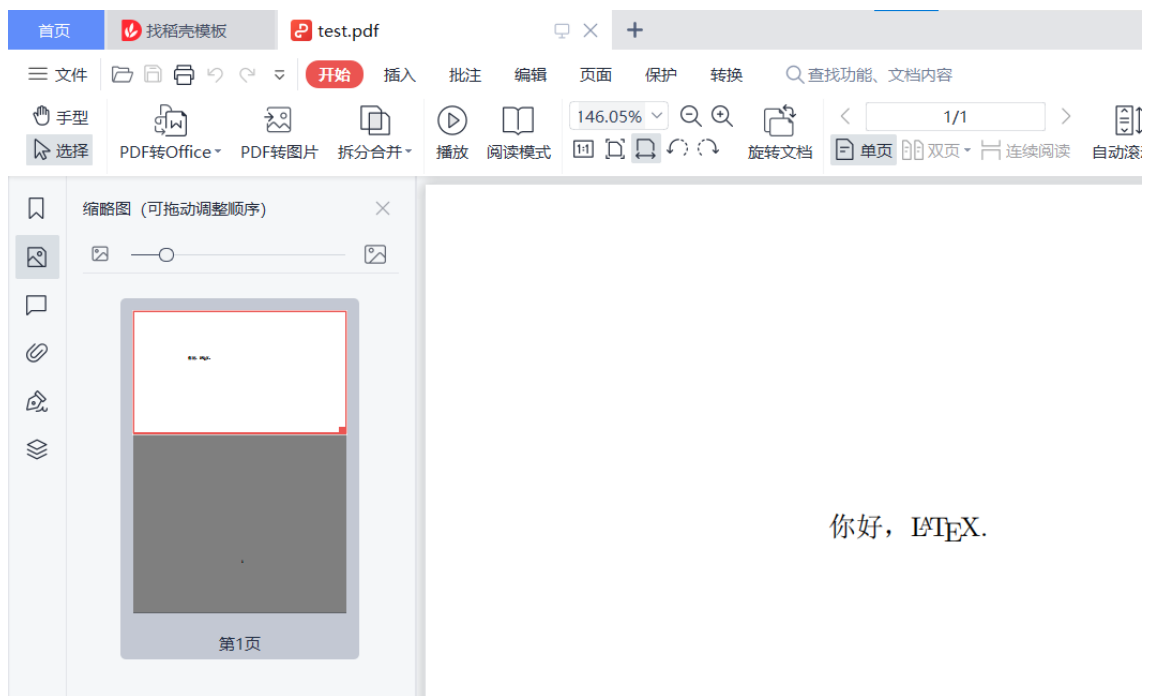 首页 找稻壳模板 test.pdf
文件 开始 插入 批注 编辑 页面 保护 转换 查找功能、文档内容
手型 146.05% 1/1
选择 PDF转Office PDF转图片 拆分合并 播放 阅读模式 1:1 旋转文档 单页 双页 连续阅读 自动滚
缩略图 (可拖动调整顺序)
你好，LATEX.
第1页